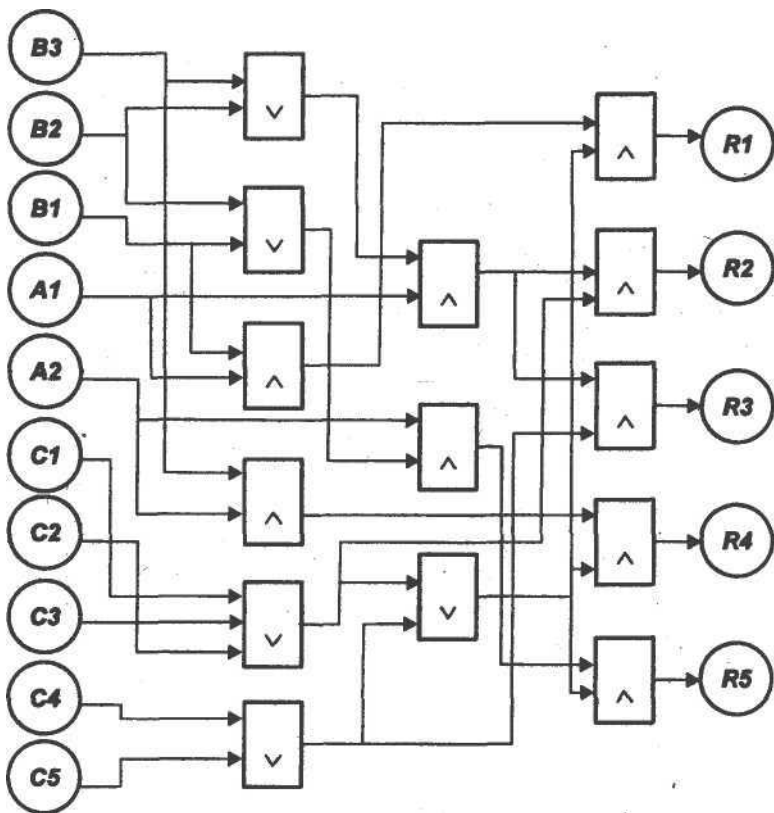 B3
B2
B1
A1
A2
C1
C2
C3
C4
C5
∨
∨
∧
∧
∨
∨
∧
∧
∨
∧
∧
∧
∧
∧
R1
R2
R3
R4
R5